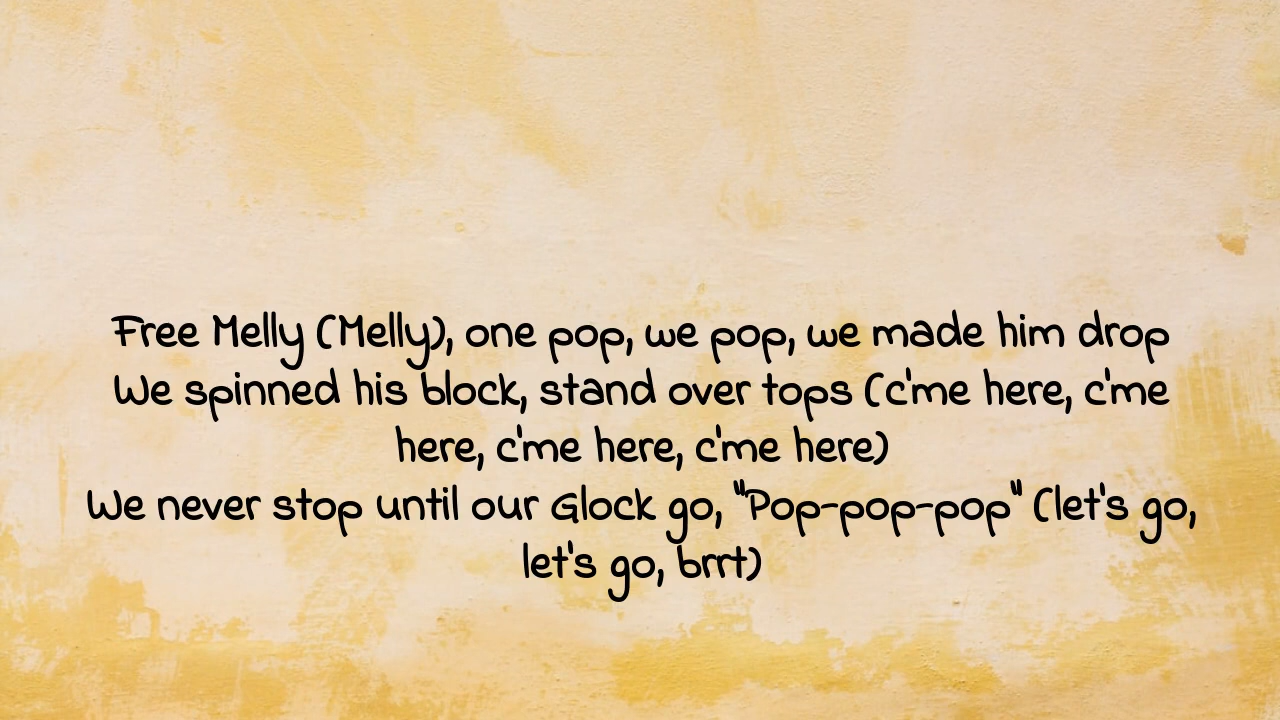 Free Melly (Melly), one pop, we pop, we made him drop
We spinned his block, stand over tops (c'me here, c'me
here, c'me here, c'me here)
We never stop until our Glock go, "Pop-pop-pop" (let's go,
let's go, brrt)